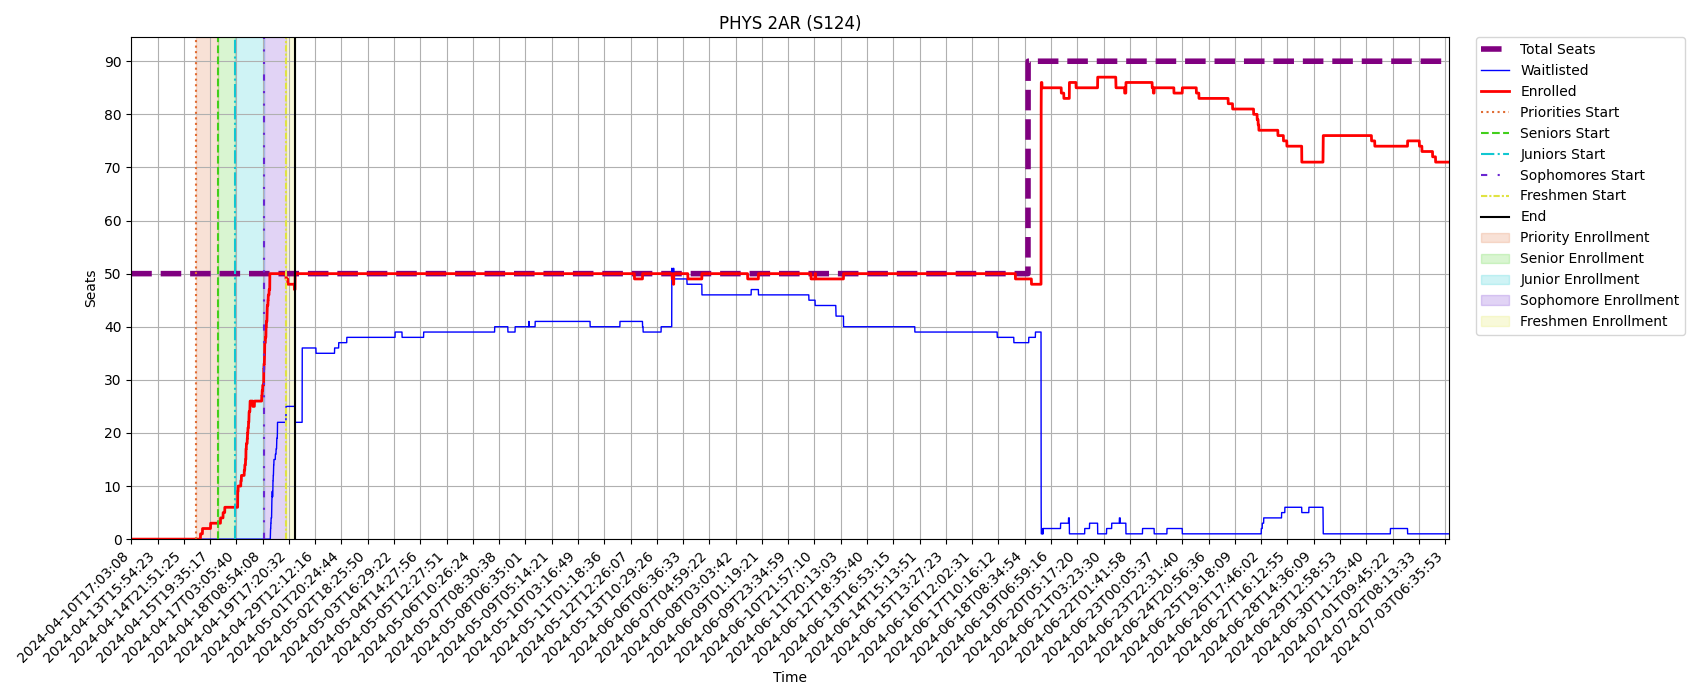 PHYS 2AR (S124)
Seats
90
80
70
60
50
40
30
20
10
0
2024-04-10T17:03:08
2024-04-13T15:54:23
2024-04-14T21:51:25
2024-04-15T19:35:17
2024-04-17T03:05:40
2024-04-18T08:54:08
2024-04-19T17:20:32
2024-04-29T12:12:16
2024-05-01T20:24:44
2024-05-02T18:25:50
2024-05-03T16:29:22
2024-05-04T14:27:56
2024-05-05T12:27:51
2024-05-06T10:26:24
2024-05-07T08:30:38
2024-05-08T06:35:01
2024-05-09T05:14:21
2024-05-10T03:16:49
2024-05-11T01:18:36
2024-05-12T12:26:07
2024-05-13T10:29:26
2024-06-06T06:36:33
2024-06-07T04:59:22
2024-06-08T03:03:42
2024-06-09T01:19:21
2024-06-09T23:34:59
2024-06-10T21:57:10
2024-06-11T20:13:03
2024-06-12T18:35:40
2024-06-13T16:53:15
2024-06-14T15:13:51
2024-06-15T13:27:23
2024-06-16T12:02:31
2024-06-17T10:16:12
2024-06-18T08:34:54
2024-06-19T06:59:16
2024-06-20T05:17:20
2024-06-21T03:23:30
2024-06-22T01:41:58
2024-06-23T00:05:37
2024-06-23T22:31:40
2024-06-24T20:56:36
2024-06-25T19:18:09
2024-06-26T17:46:02
2024-06-27T16:12:55
2024-06-28T14:36:09
2024-06-29T12:58:53
2024-06-30T11:25:40
2024-07-01T09:45:22
2024-07-02T08:13:33
2024-07-03T06:35:53
Time
Total Seats
Waitlisted
Enrolled
Priorities Start
Seniors Start
Juniors Start
Sophomores Start
Freshmen Start
End
Priority Enrollment
Senior Enrollment
Junior Enrollment
Sophomore Enrollment
Freshmen Enrollment